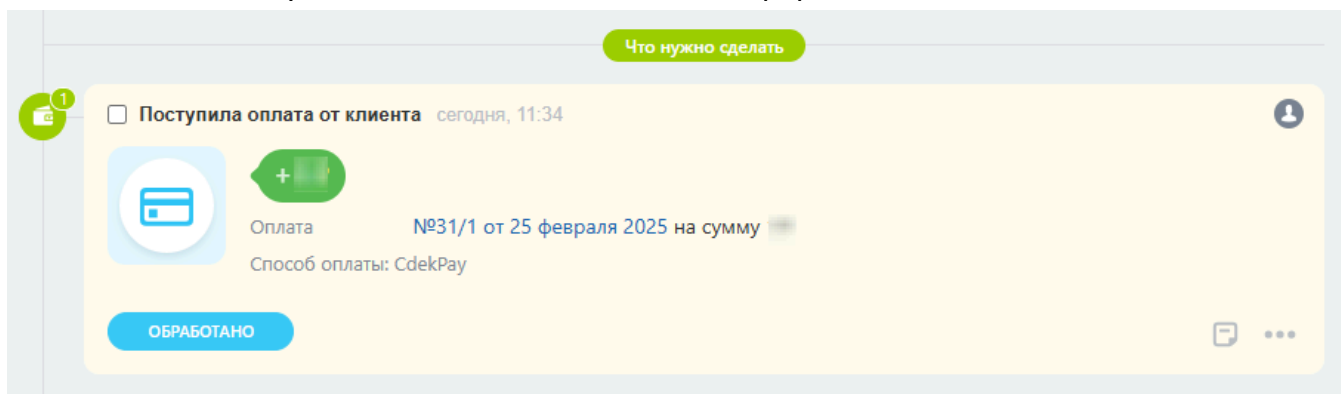 Что нужно сделать
1
Поступила оплата от клиента сегодня, 11:34
+
Оплата №31/1 от 25 февраля 2025 на сумму
Способ оплаты: CdekPay
ОБРАБОТАНО